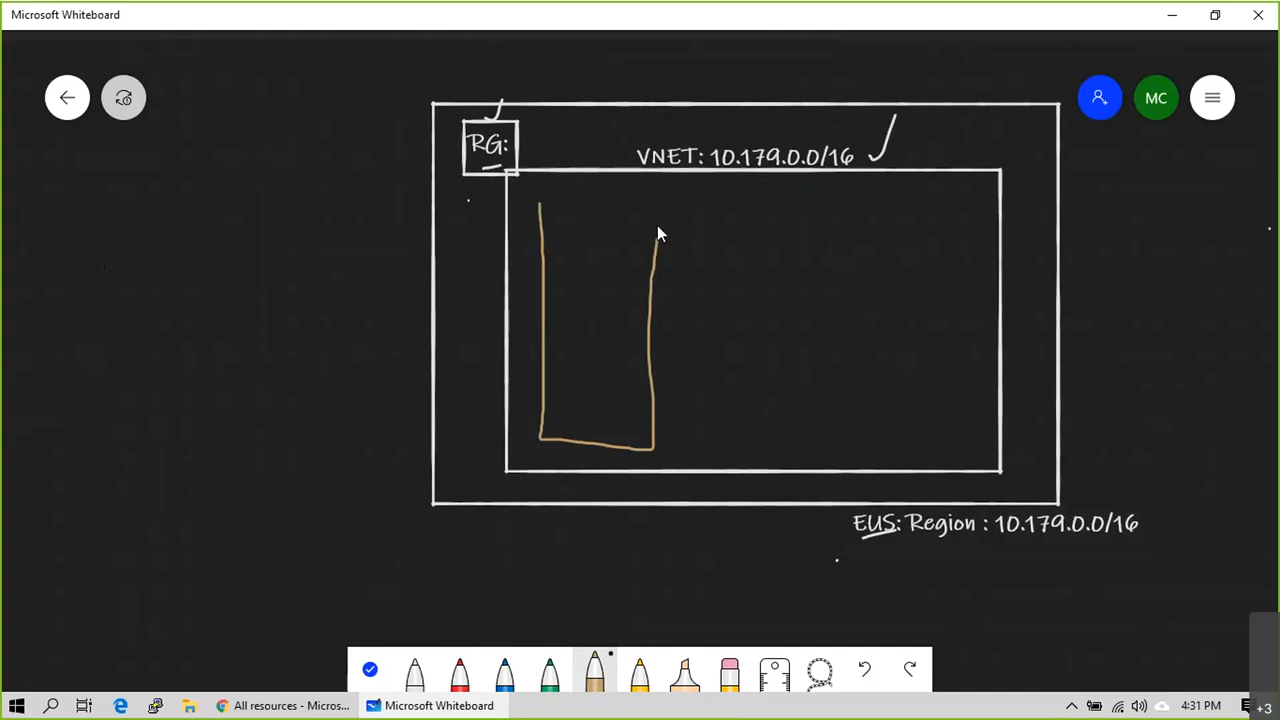 Microsoft Whiteboard
MC
RG:
VNET: 10.179.0.0/16
EUS: Region : 10.179.0.0/16
All resources - Micros...
Microsoft Whiteboard
4:31 PM
+3